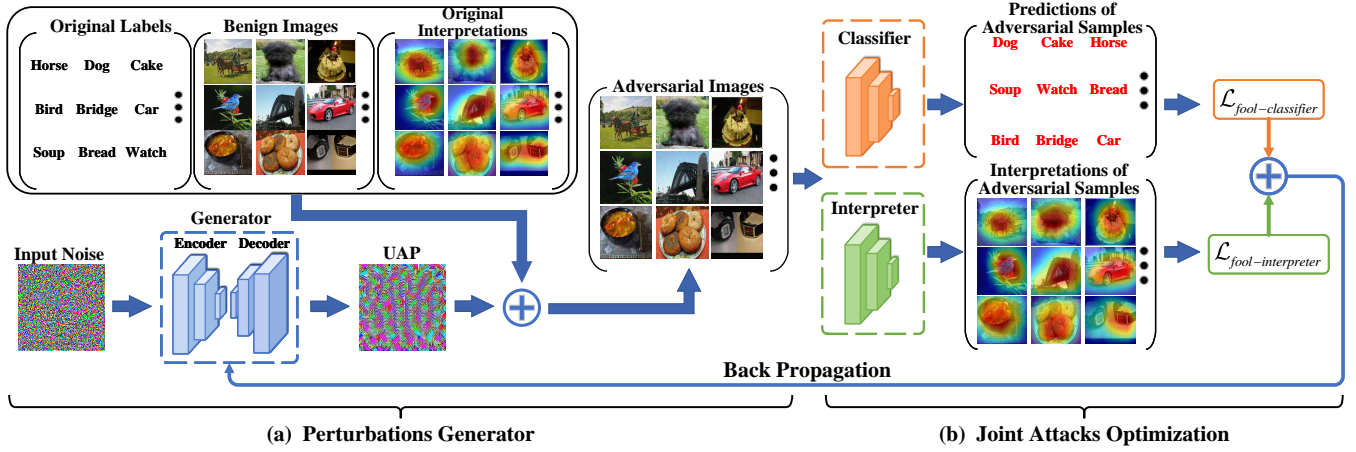 Original Labels
Horse Dog Cake
Bird Bridge Car
Soup Bread Watch
Benign Images
Original
Interpretations
Generator
Encoder Decoder
Input Noise
UAP
Adversarial Images
Classifier
Interpreter
Predictions of
Adversarial Samples
Dog Cake Horse
Soup Watch Bread
Bird Bridge Car
Interpretations of
Adversarial Samples
ℒfool−classifier
ℒfool−interpreter
Back Propagation
(a) Perturbations Generator
(b) Joint Attacks Optimization